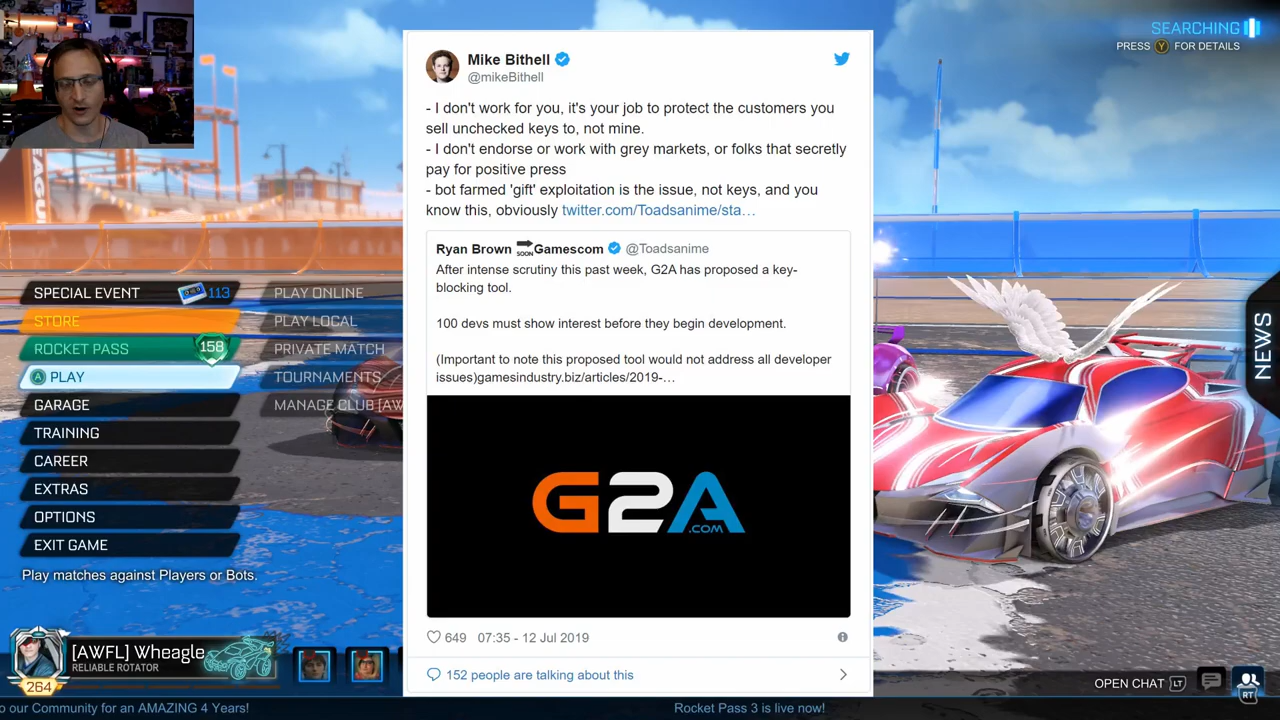 SEARCHING
PRESS Y FOR DETAILS
Mike Bithell
@mikeBithell
- I don't work for you, it's your job to protect the customers you
sell unchecked keys to, not mine.
- I don't endorse or work with grey markets, or folks that secretly
pay for positive press
- bot farmed 'gift' exploitation is the issue, not keys, and you
know this, obviously twitter.com/Toadsanime/sta…
Ryan Brown SOON Gamescom @Toadsanime
After intense scrutiny this past week, G2A has proposed a key-
blocking tool.
100 devs must show interest before they begin development.
(Important to note this proposed tool would not address all developer
issues)gamesindustry.biz/articles/2019-…
G2A
.COM
649 07:35 - 12 Jul 2019
152 people are talking about this
SPECIAL EVENT 113
STORE
ROCKET PASS 158
A PLAY
GARAGE
TRAINING
CAREER
EXTRAS
OPTIONS
EXIT GAME
PLAY ONLINE
PLAY LOCAL
PRIVATE MATCH
TOURNAMENTS
MANAGE CLUB [AW
Play matches against Players or Bots.
NEWS
[AWFL] Wheagle
RELIABLE ROTATOR
264
OPEN CHAT LT
RT
o our Community for an AMAZING 4 Years!
Rocket Pass 3 is live now!